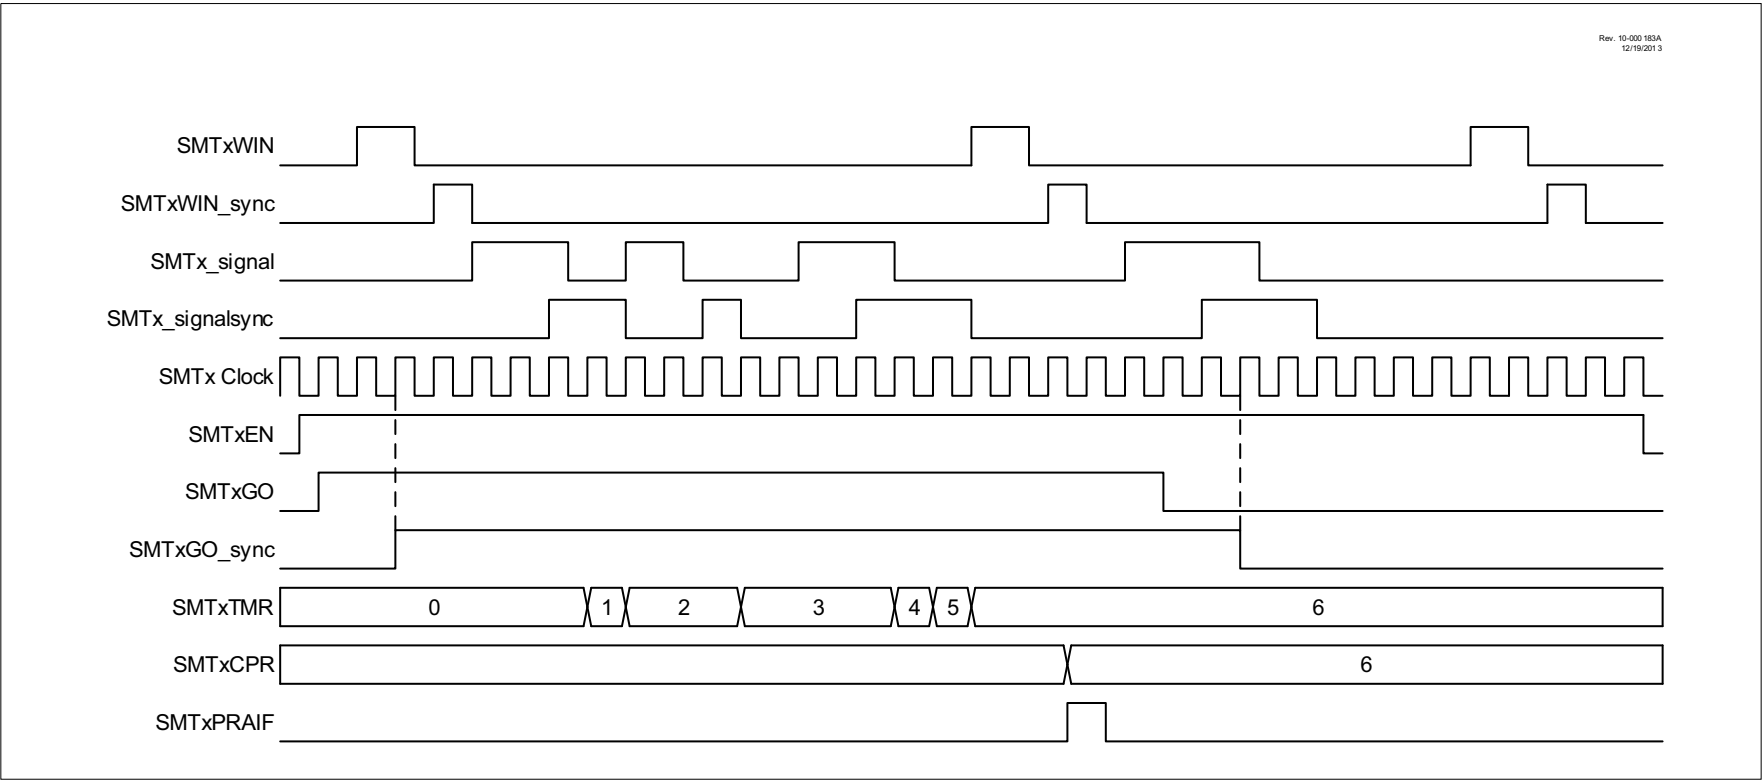 Rev. 10-000 183A
12/19/201 3
SMTxWIN
SMTxWIN_sync
SMTx_signal
SMTx_signalsync
SMTx Clock
SMTxEN
SMTxGO
SMTxGO_sync
SMTxTMR 0 1 2 3 4 5 6
SMTxCPR 6
SMTxPRAIF